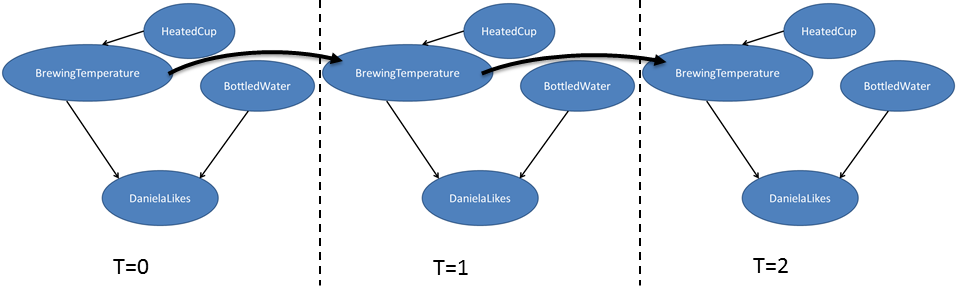 HeatedCup
BrewingTemperature
BottledWater
DanielaLikes
T=0
HeatedCup
BrewingTemperature
BottledWater
DanielaLikes
T=1
HeatedCup
BrewingTemperature
BottledWater
DanielaLikes
T=2